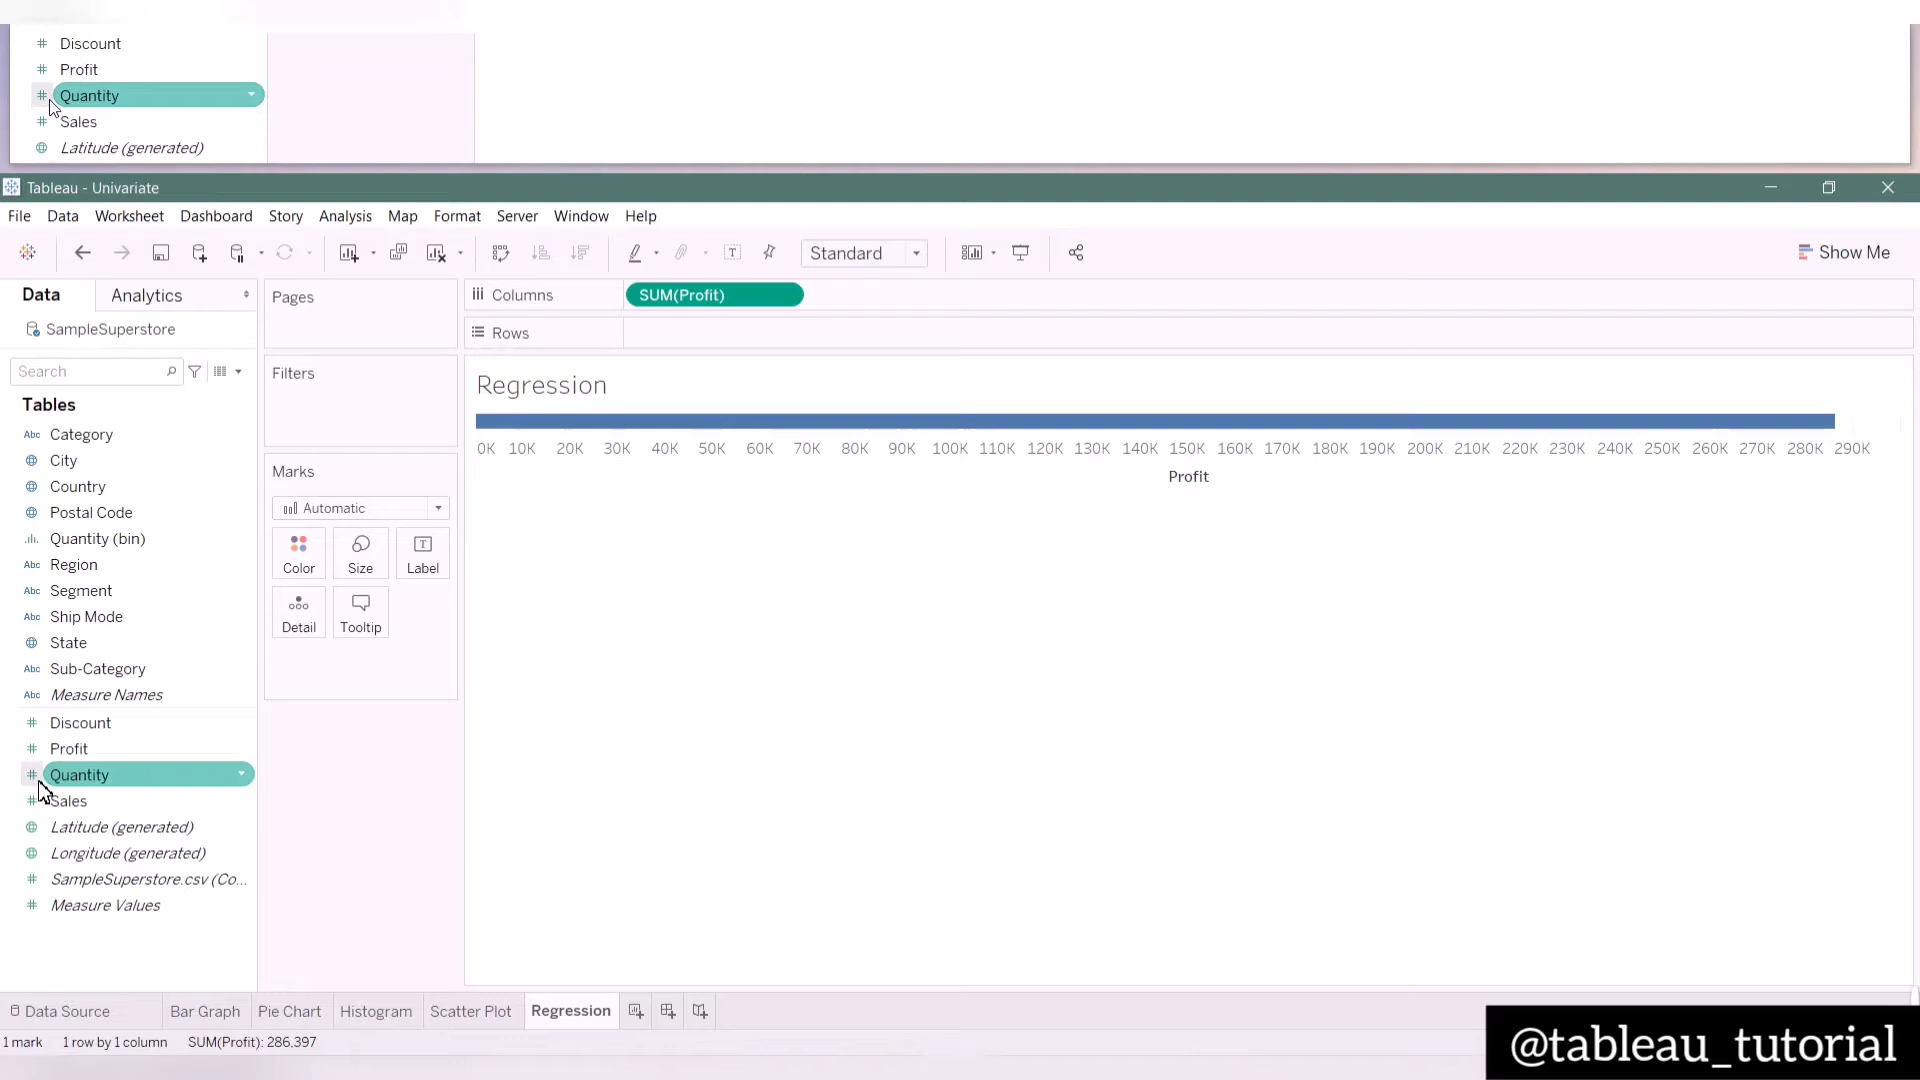 Discount
Profit
Quantity
Sales
Latitude (generated)
Tableau - Univariate
File Data Worksheet Dashboard Story Analysis Map Format Server Window Help
Standard
Show Me
Data Analytics
SampleSuperstore
Search
Tables
Category
City
Country
Postal Code
Quantity (bin)
Region
Segment
Ship Mode
State
Sub-Category
Measure Names
Discount
Profit
Quantity
Sales
Latitude (generated)
Longitude (generated)
SampleSuperstore.csv (Co...
Measure Values
Pages
Filters
Marks
Automatic
Color Size Label
Detail Tooltip
Columns SUM(Profit)
Rows
Regression
0K 10K 20K 30K 40K 50K 60K 70K 80K 90K 100K 110K 120K 130K 140K 150K 160K 170K 180K 190K 200K 210K 220K 230K 240K 250K 260K 270K 280K 290K
Profit
Data Source Bar Graph Pie Chart Histogram Scatter Plot Regression
1 mark 1 row by 1 column SUM(Profit): 286,397
@tableau_tutorial